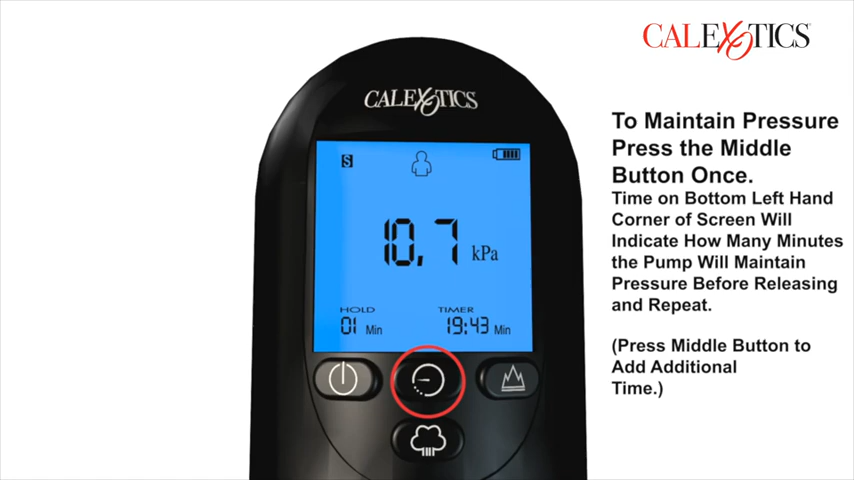 CALEXOTICS
CALEXOTICS
S
10,7 kPa
HOLD TIMER
01 Min 19:43 Min
To Maintain Pressure
Press the Middle
Button Once.
Time on Bottom Left Hand
Corner of Screen Will
Indicate How Many Minutes
the Pump Will Maintain
Pressure Before Releasing
and Repeat.
(Press Middle Button to
Add Additional
Time.)